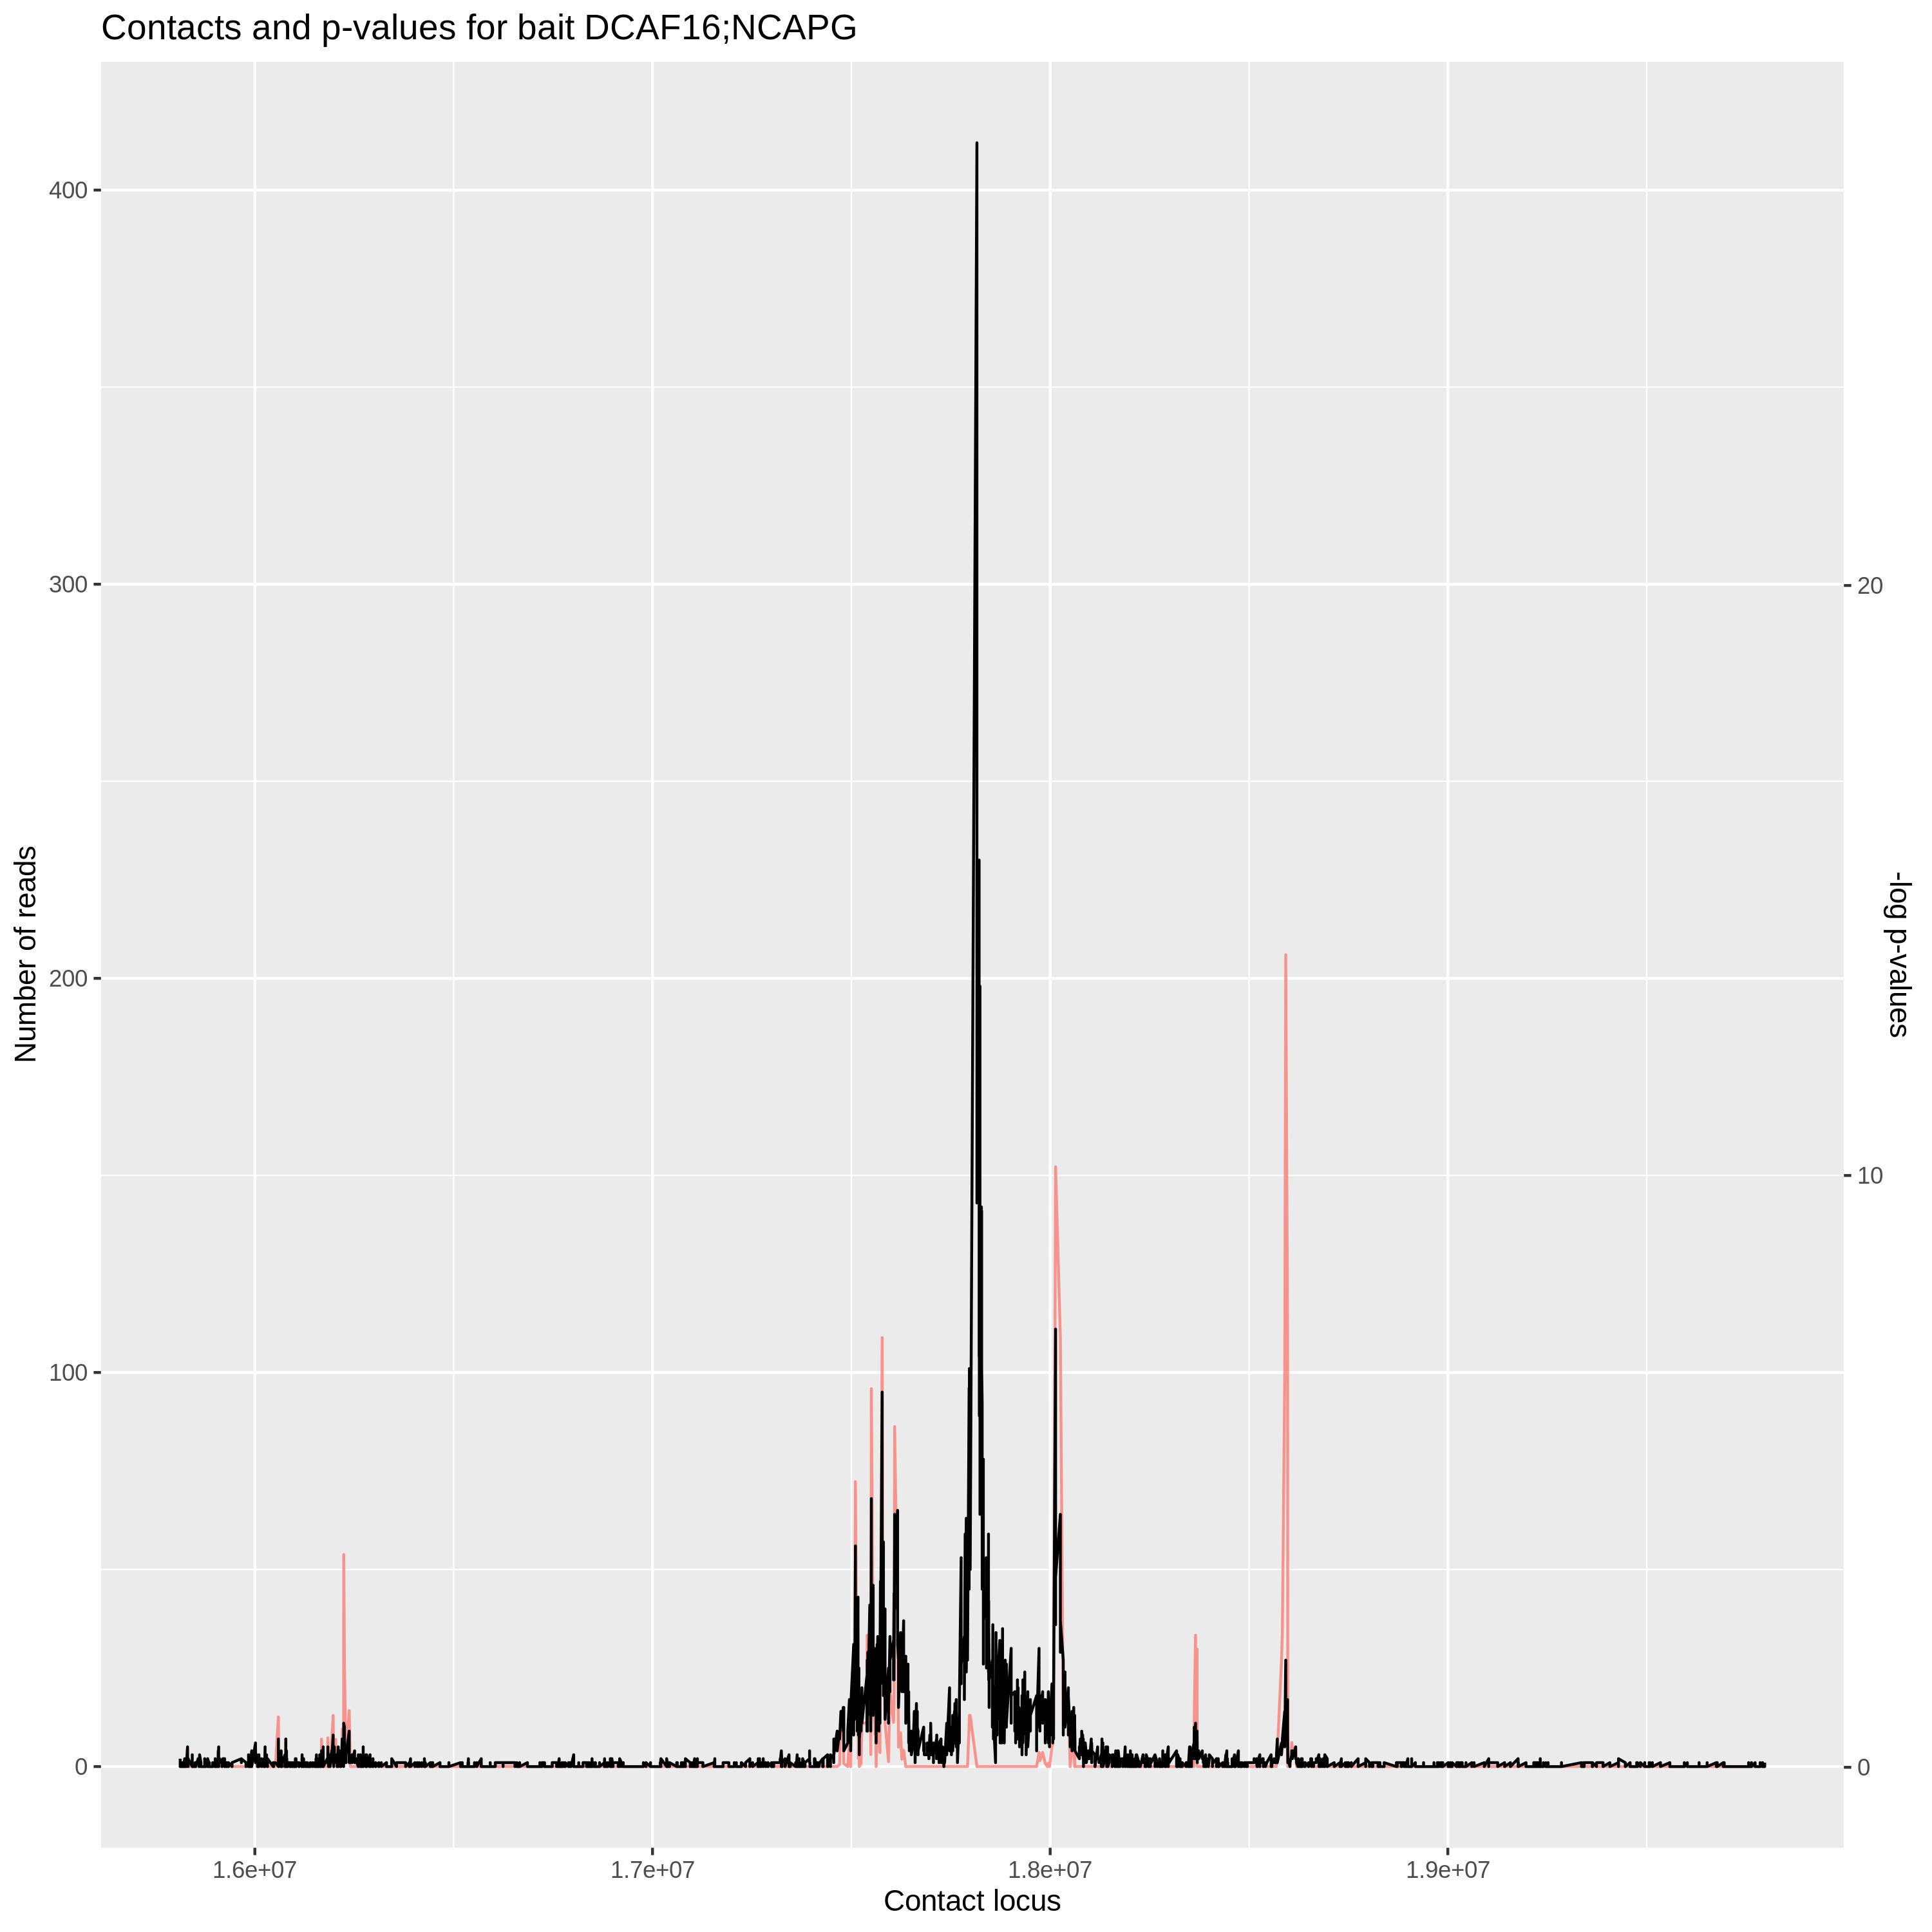 Contacts and p-values for bait DCAF16;NCAPG
400
300
200
100
0
Number of reads
20
10
0
-log p-values
1.6e+07
1.7e+07
1.8e+07
1.9e+07
Contact locus